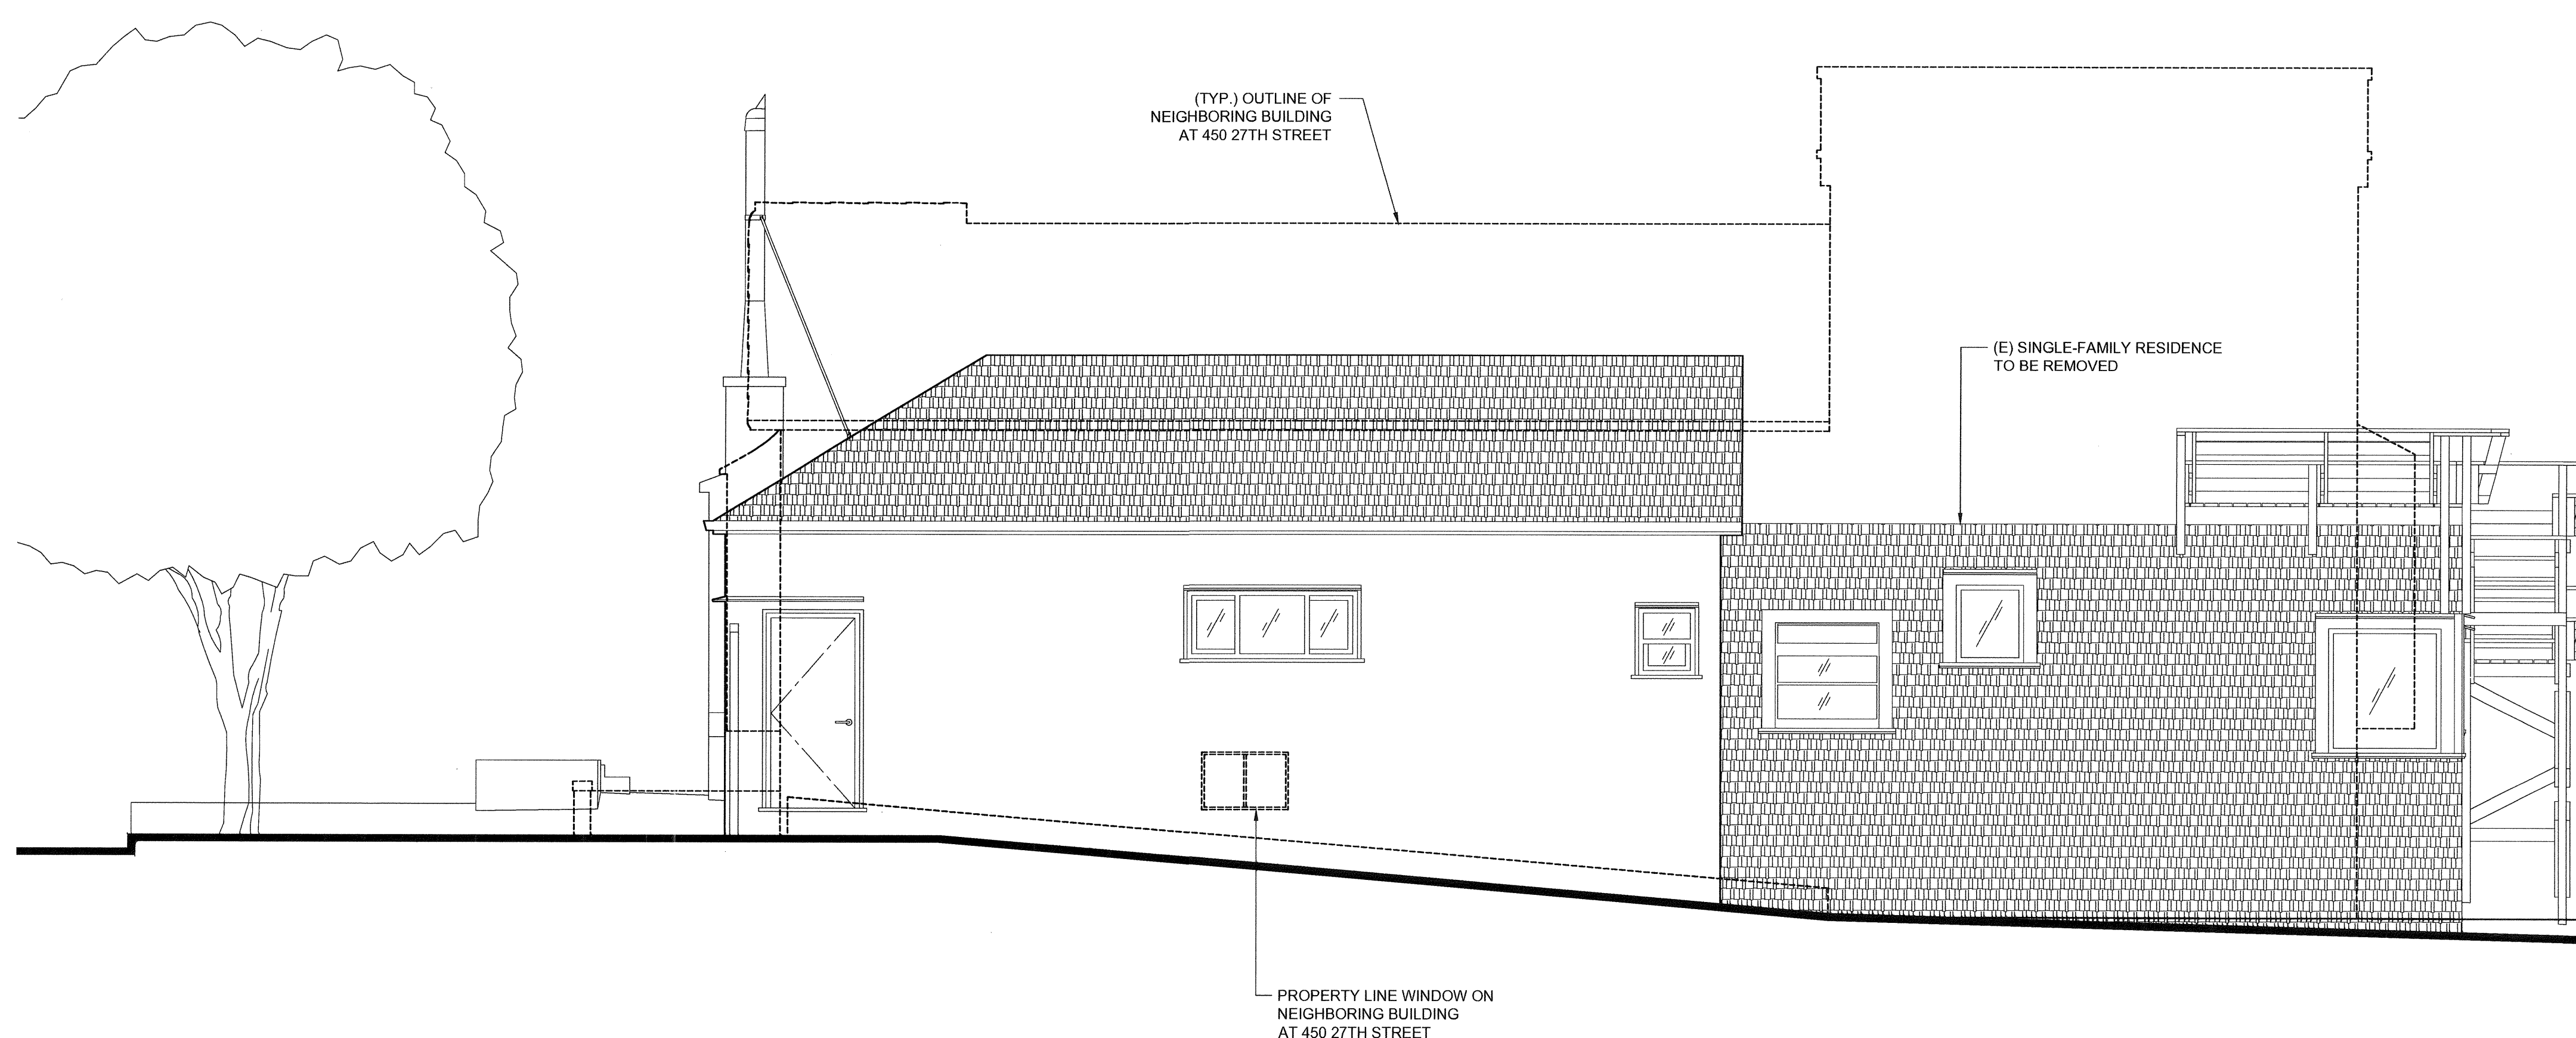 (TYP.) OUTLINE OF
NEIGHBORING BUILDING
AT 450 27TH STREET
(E) SINGLE-FAMILY RESIDENCE
TO BE REMOVED
PROPERTY LINE WINDOW ON
NEIGHBORING BUILDING
AT 450 27TH STREET